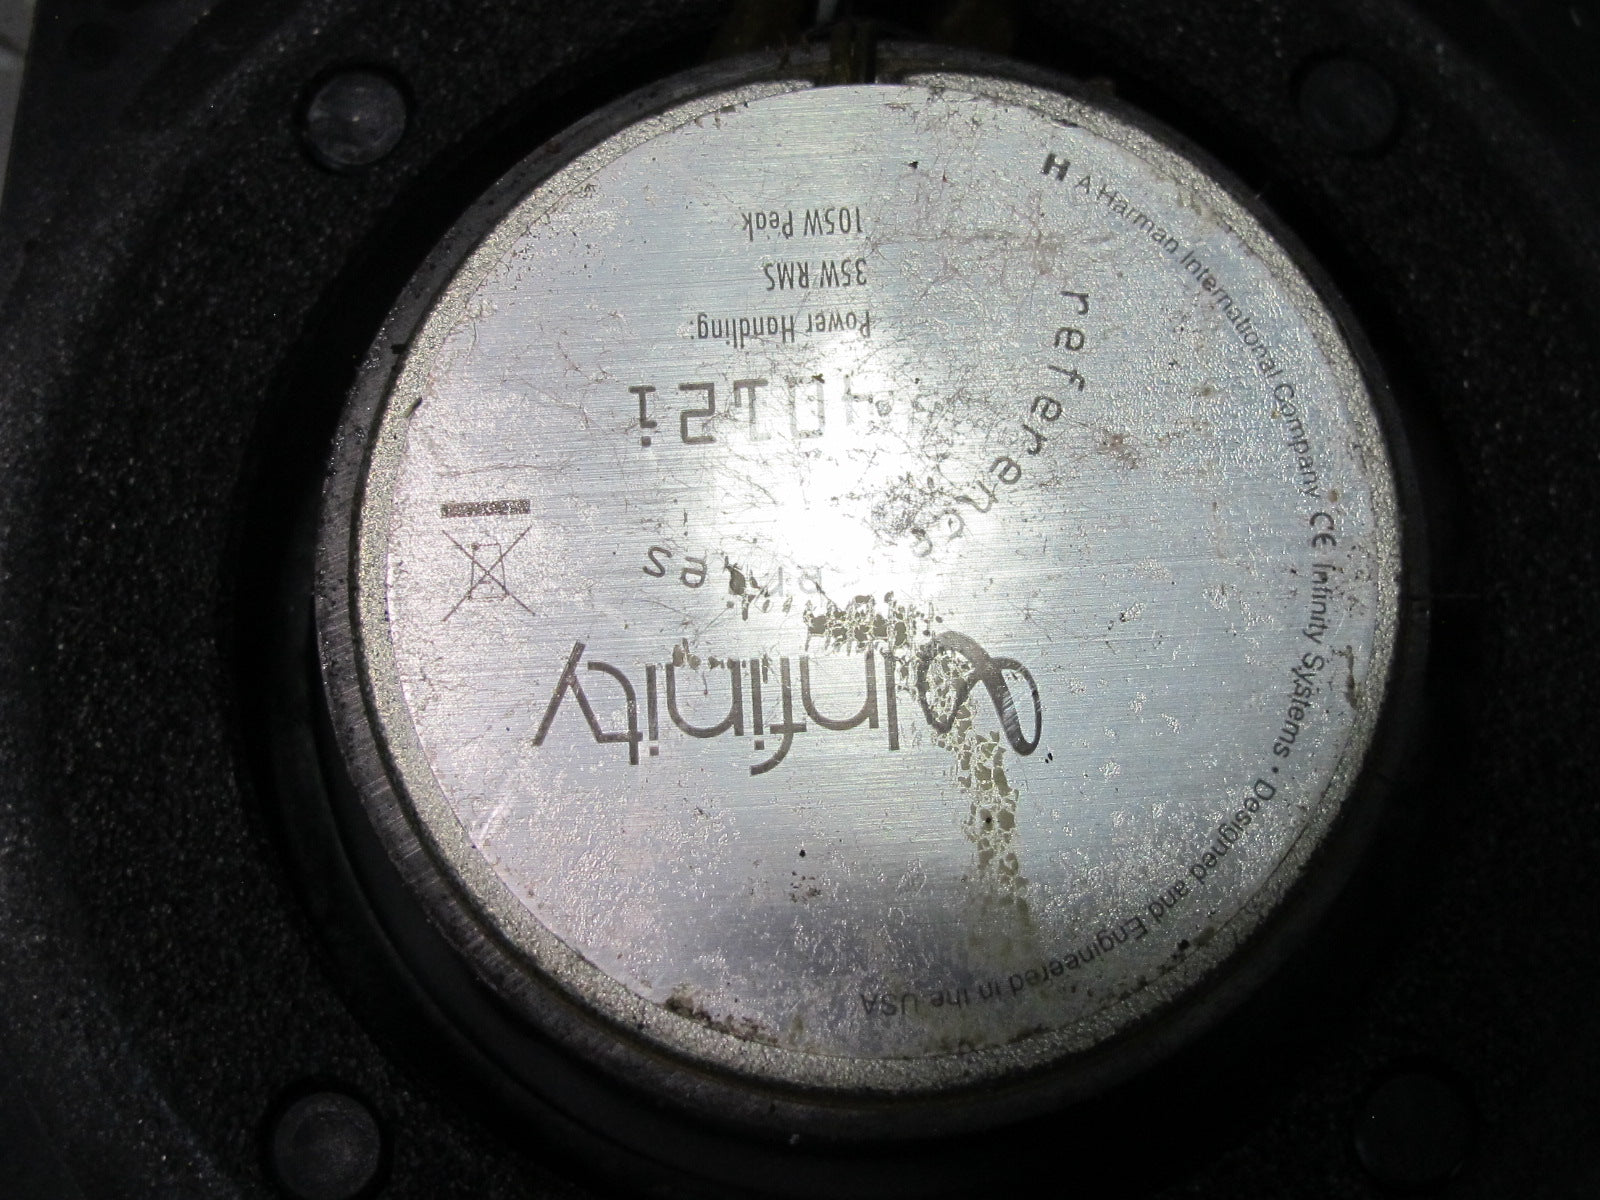 Infinity
reference series
4012i
Power Handling:
35W RMS
105W Peak
H A Harman International Company CE Infinity Systems • Designed and Engineered in the USA